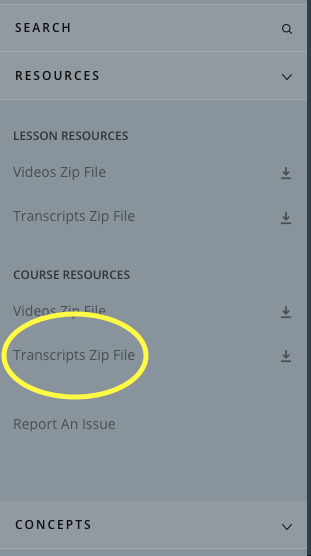 SEARCH
RESOURCES
LESSON RESOURCES
Videos Zip File
Transcripts Zip File
COURSE RESOURCES
Videos Zip File
Transcripts Zip File
Report An Issue
CONCEPTS